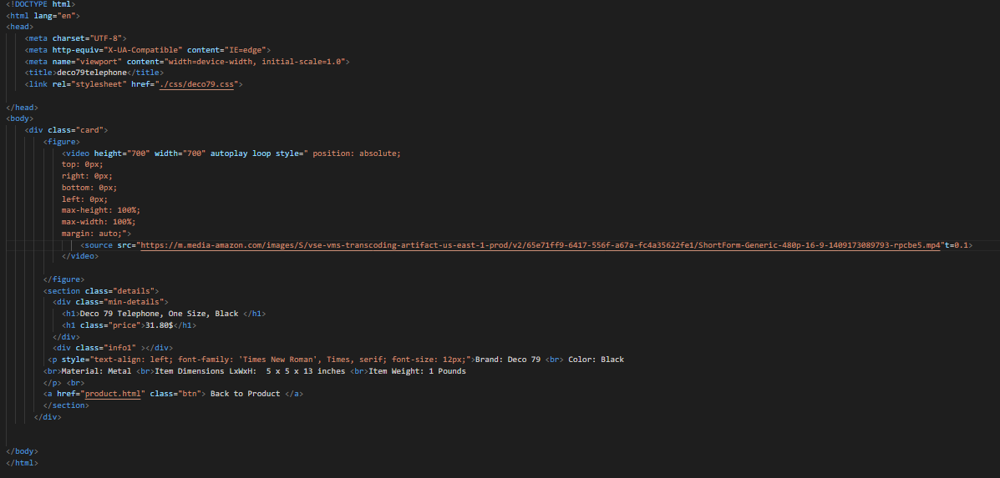 <!DOCTYPE html>
<html lang="en">
<head>
<meta charset="UTF-8">
<meta http-equiv="X-UA-Compatible" content="IE=edge">
<meta name="viewport" content="width=device-width, initial-scale=1.0">
<title>deco79telephone</title>
<link rel="stylesheet" href="./css/deco79.css">
</head>
<body>
<div class="card">
<figure>
<video height="700" width="700" autoplay loop style=" position: absolute;
top: 0px;
right: 0px;
bottom: 0px;
left: 0px;
max-height: 100%;
max-width: 100%;
margin: auto;">
<source src="https://m.media-amazon.com/images/S/vse-vms-transcoding-artifact-us-east-1-prod/v2/65e71ff9-6417-556f-a67a-fc4a35622fe1/ShortForm-Generic-480p-16-9-1409173089793-rpcbe5.mp4"t=0.1>
</video>
</figure>
<section class="details">
<div class="min-details">
<h1>Deco 79 Telephone, One Size, Black </h1>
<h1 class="price">31.80$</h1>
</div>
<div class="info1" ></div>
<p style="text-align: left; font-family: 'Times New Roman', Times, serif; font-size: 12px;">Brand: Deco 79 <br> Color: Black
<br>Material: Metal <br>Item Dimensions LxWxH:  5 x 5 x 13 inches <br>Item Weight: 1 Pounds
</p> <br>
<a href="product.html" class="btn"> Back to Product </a>
</section>
</div>
</body>
</html>